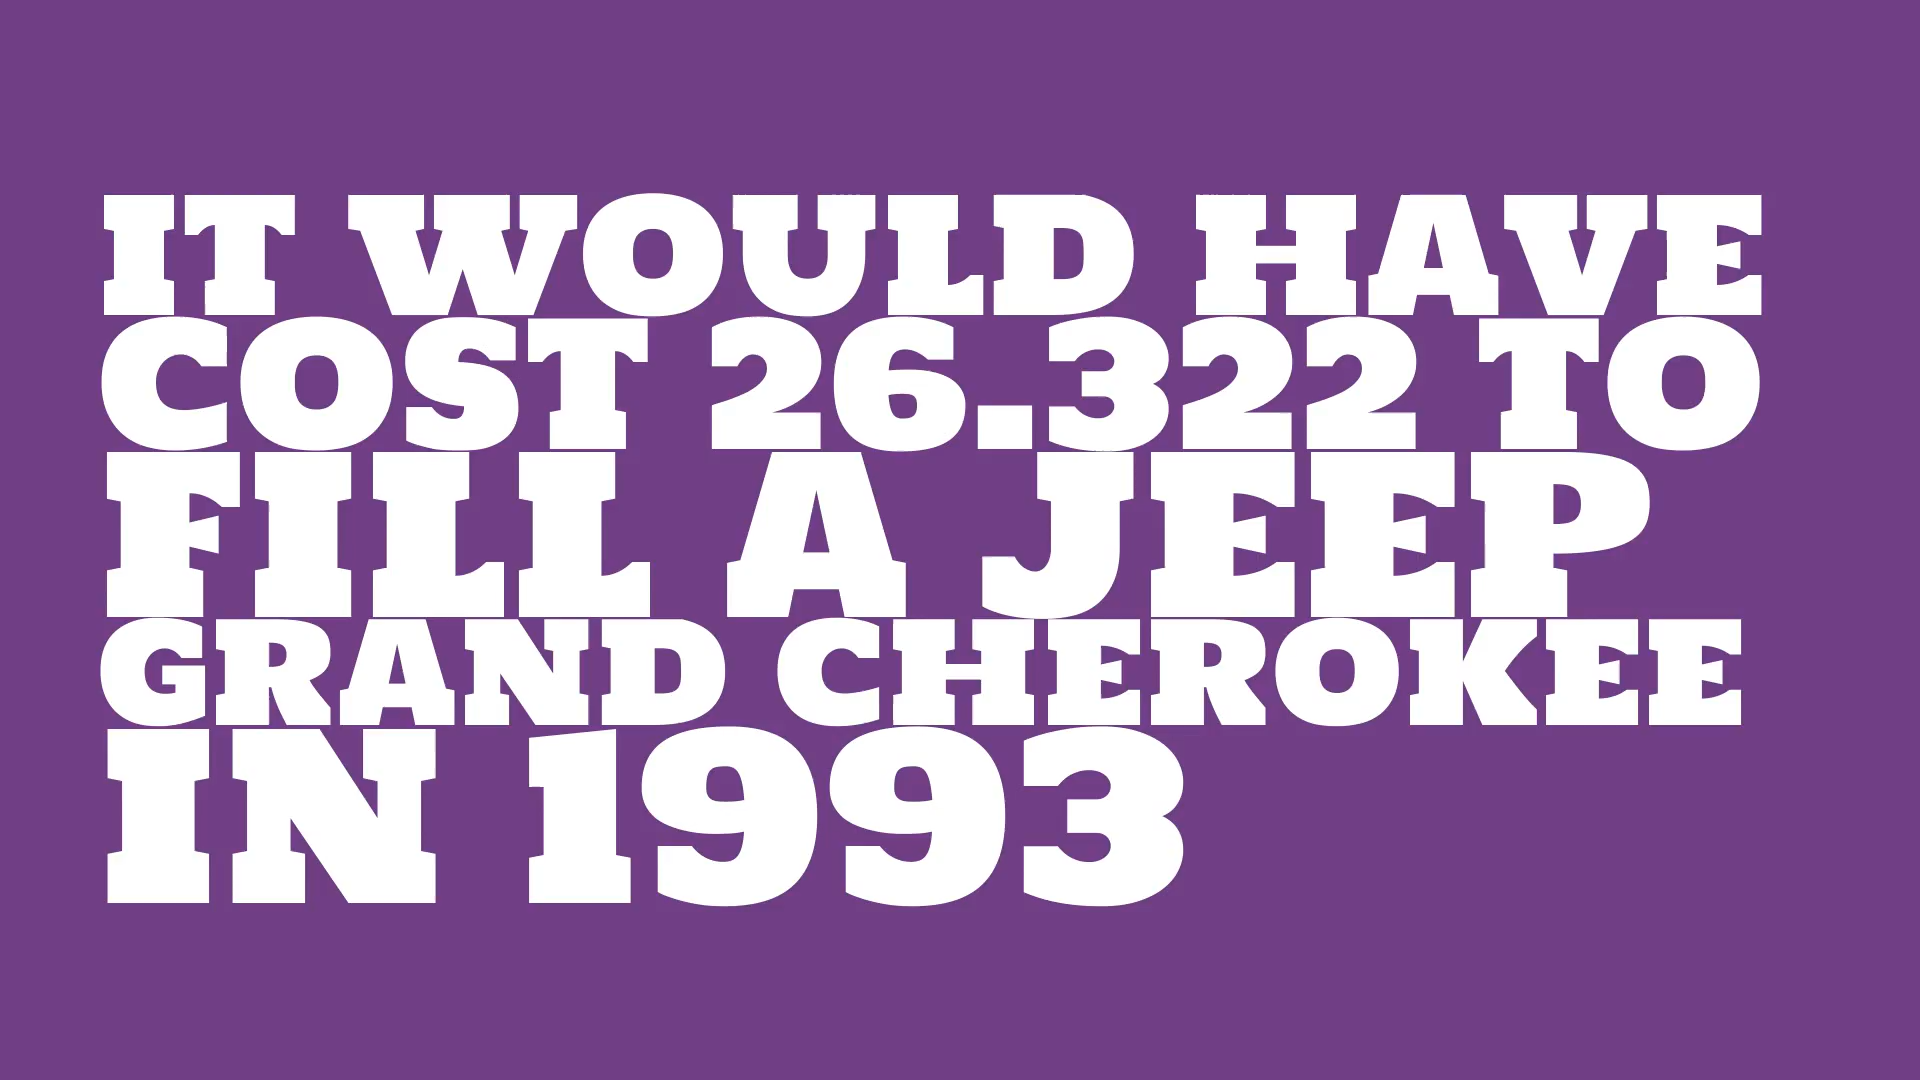 IT WOULD HAVE
COST 26.322 TO
FILL A JEEP
GRAND CHEROKEE
IN 1993